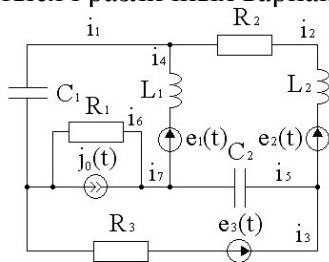 i₁ R₂ i₂
i₄
C₁ L₁ L₂
R₁ i₆
e₁(t) e₂(t)
j₀(t) C₂
i₇ i₅
e₃(t)
R₃ i₃